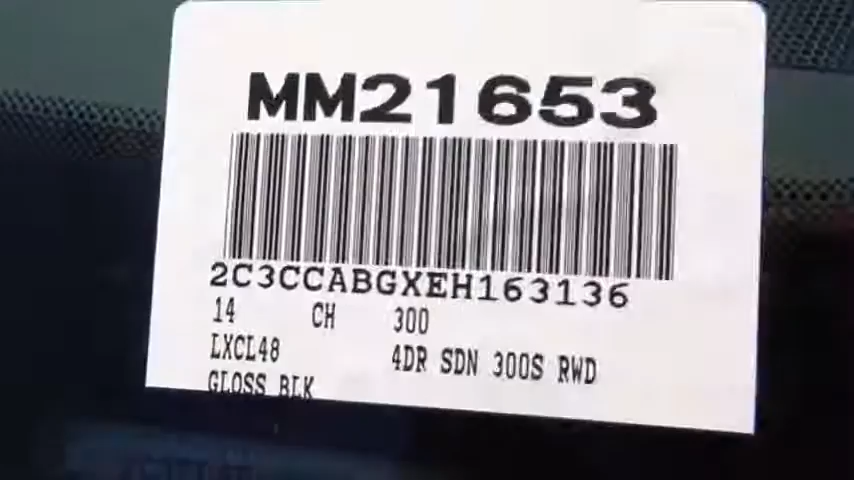 MM21653
2C3CCABGXEH163136
14 CH 300
LXCL48 4DR SDN 300S RWD
GLOSS BLK